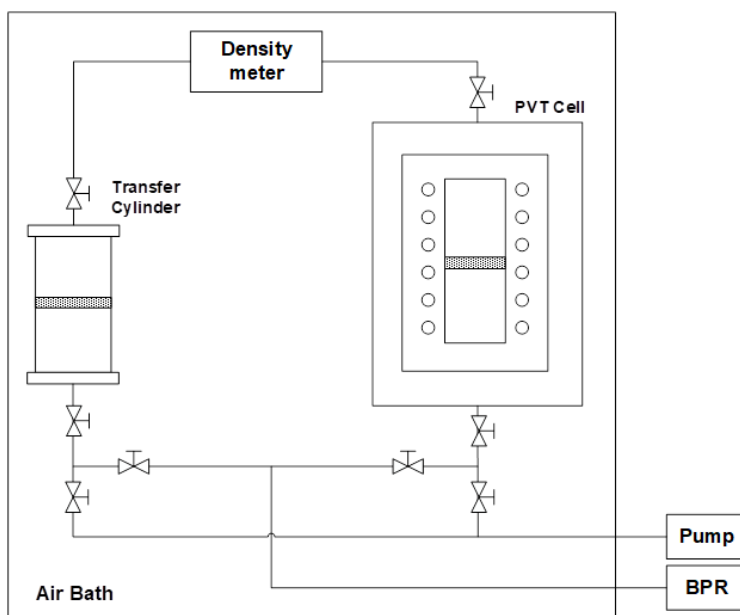 Density
meter
PVT Cell
Transfer
Cylinder
Pump
BPR
Air Bath